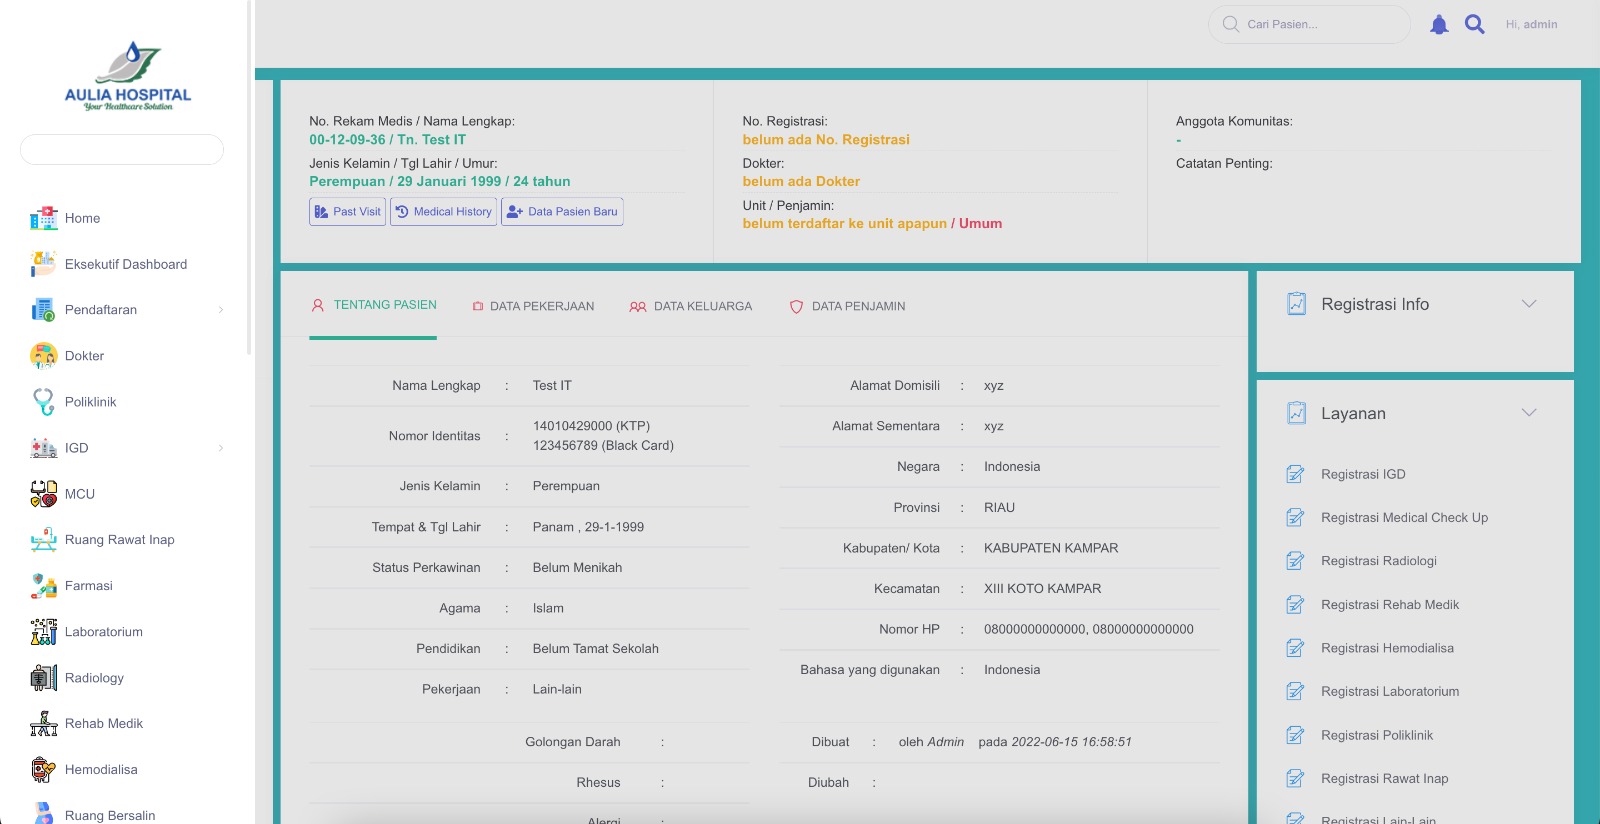 AULIA HOSPITAL
Your Healthcare Solution
Home
Eksekutif Dashboard
Pendaftaran
Dokter
Poliklinik
IGD
MCU
Ruang Rawat Inap
Farmasi
Laboratorium
Radiology
Rehab Medik
Hemodialisa
Ruang Bersalin
Cari Pasien...
Hi, admin
No. Rekam Medis / Nama Lengkap:
00-12-09-36 / Tn. Test IT
Jenis Kelamin / Tgl Lahir / Umur:
Perempuan / 29 Januari 1999 / 24 tahun
Past Visit Medical History Data Pasien Baru
No. Registrasi:
belum ada No. Registrasi
Dokter:
belum ada Dokter
Unit / Penjamin:
belum terdaftar ke unit apapun / Umum
Anggota Komunitas:
-
Catatan Penting:
TENTANG PASIEN DATA PEKERJAAN DATA KELUARGA DATA PENJAMIN
Nama Lengkap : Test IT
Nomor Identitas : 14010429000 (KTP)
123456789 (Black Card)
Jenis Kelamin : Perempuan
Tempat & Tgl Lahir : Panam , 29-1-1999
Status Perkawinan : Belum Menikah
Agama : Islam
Pendidikan : Belum Tamat Sekolah
Pekerjaan : Lain-lain
Alamat Domisili : xyz
Alamat Sementara : xyz
Negara : Indonesia
Provinsi : RIAU
Kabupaten/ Kota : KABUPATEN KAMPAR
Kecamatan : XIII KOTO KAMPAR
Nomor HP : 08000000000000, 08000000000000
Bahasa yang digunakan : Indonesia
Golongan Darah :
Rhesus :
Alergi :
Dibuat : oleh Admin pada 2022-06-15 16:58:51
Diubah :
Registrasi Info
Layanan
Registrasi IGD
Registrasi Medical Check Up
Registrasi Radiologi
Registrasi Rehab Medik
Registrasi Hemodialisa
Registrasi Laboratorium
Registrasi Poliklinik
Registrasi Rawat Inap
Registrasi Lain-Lain